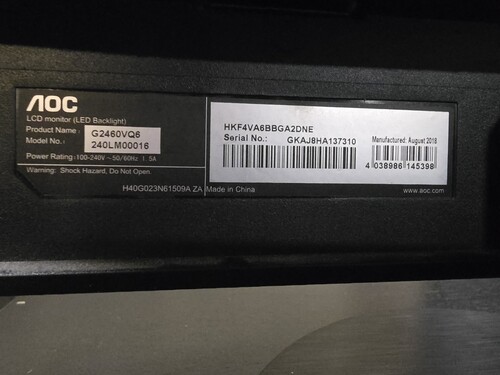 AOC
LCD monitor (LED Backlight)
Product Name : G2460VQ6
Model No.: 240LM00016
Power Rating :100-240V ~ 50/60Hz 1. 5A
Warning: Shock Hazard, Do Not Open.
H40G023N61509A ZA Made in China
HKF4VA6BBGA2DNE
Serial No.: GKAJ8HA137310
Manufactured: August 2018
4 038986 145398
www.aoc.com